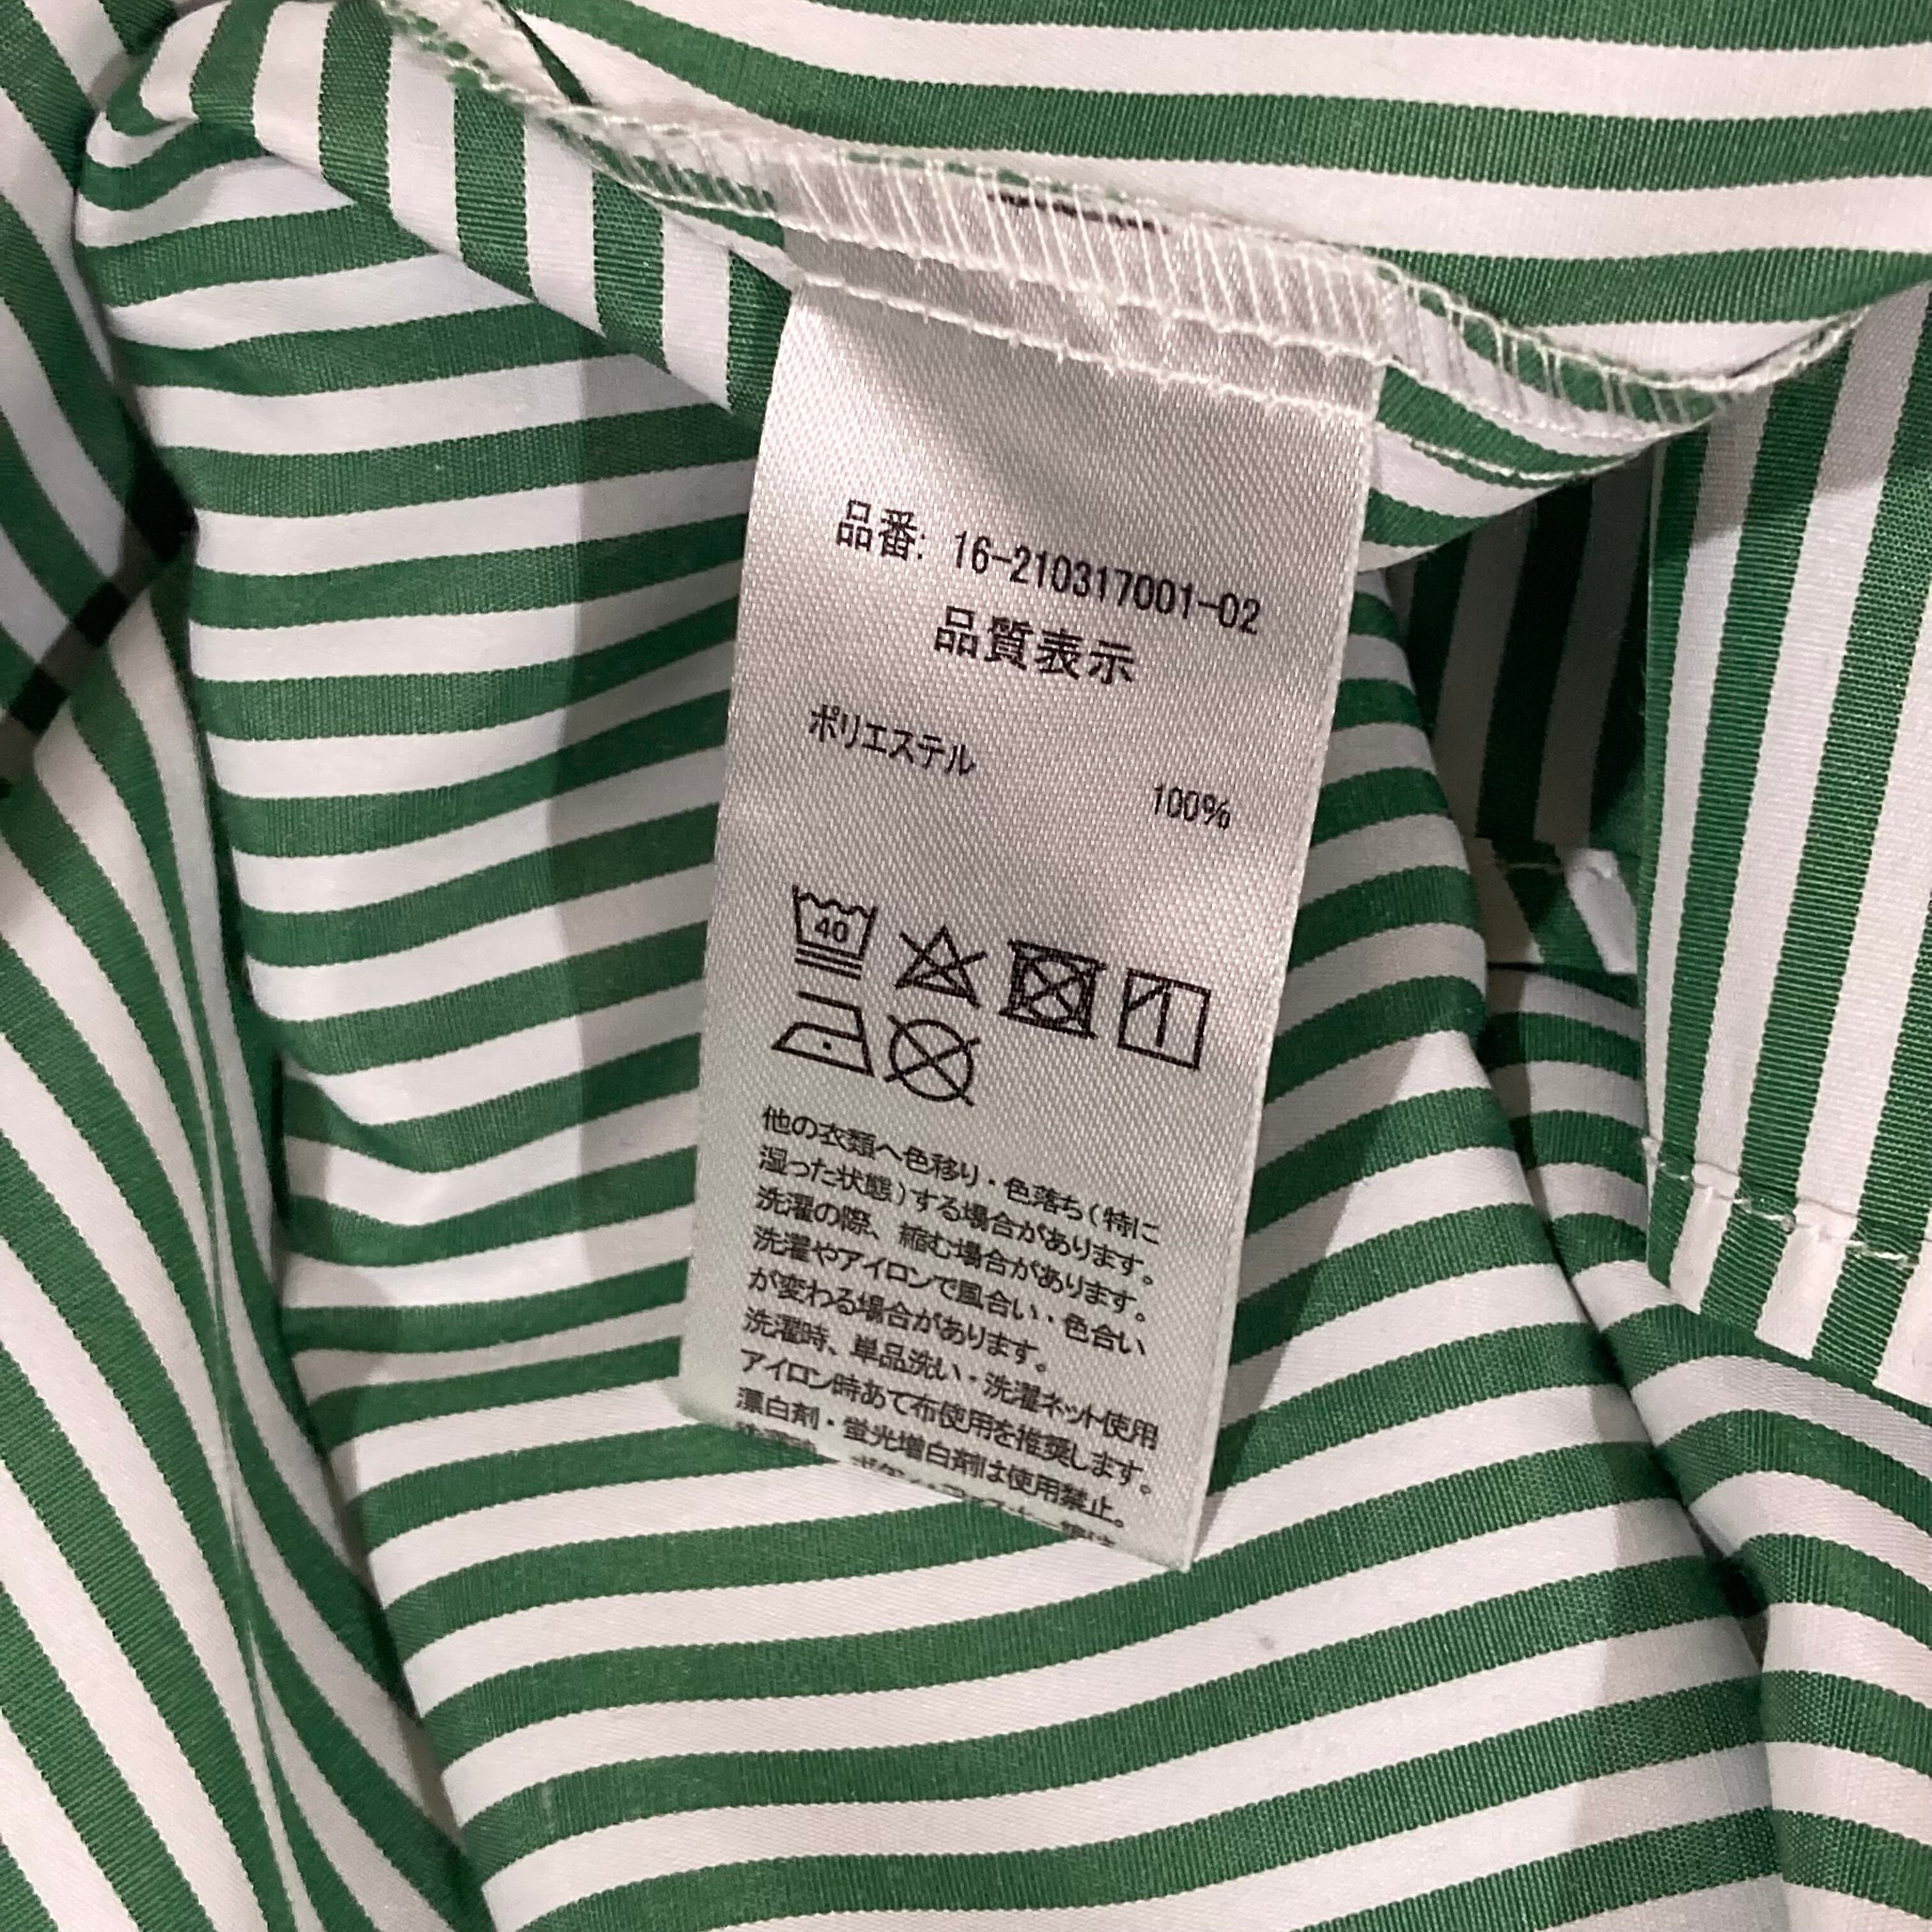 品番: 16-210317001-02
品質表示
ポリエステル
100%
40
他の衣類へ色移り・色落ち(特に
湿った状態)する場合があります。
洗濯の際、縮む場合があります。
洗濯やアイロンで風合い・色合い
が変わる場合があります。
洗濯時、単品洗い・洗濯ネット使用
アイロン時あて布使用を推奨します。
漂白剤・蛍光増白剤は使用禁止。